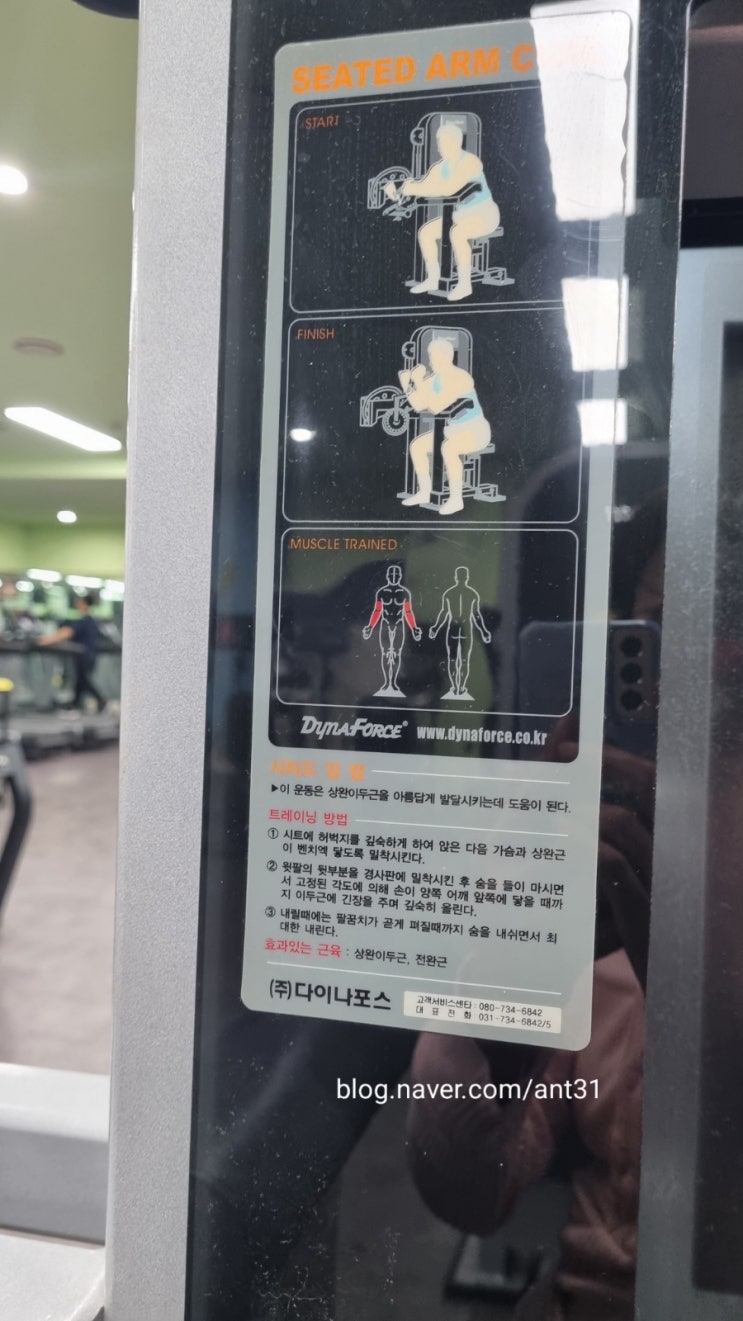 SEATED ARM
START
FINISH
MUSCLE TRAINED
DYNAFORCE® www.dynaforce.co.kr
시티드 암 컬
▶이 운동은 상완이두근을 아름답게 발달시키는데 도움이 된다.
트레이닝 방법
① 시트에 허벅지를 깊숙하게 하여 앉은 다음 가슴과 상완근
이 벤치엑 닿도록 밀착시킨다.
② 윗팔의 뒷부분을 경사판에 밀착시킨 후 숨을 들이 마시면
서 고정된 각도에 의해 손이 양쪽 어깨 앞쪽에 닿을 때까
지 이두근에 긴장을 주며 깊숙히 올린다.
③ 내릴때에는 팔꿈치가 곧게 펴질때까지 숨을 내쉬면서 최
대한 내린다.
효과있는 근육 : 상완이두근, 전완근
(주)다이나포스
고객서비스센타 : 080-734-6842
대 표 전 화 031-734-6842/5
blog.naver.com/ant31